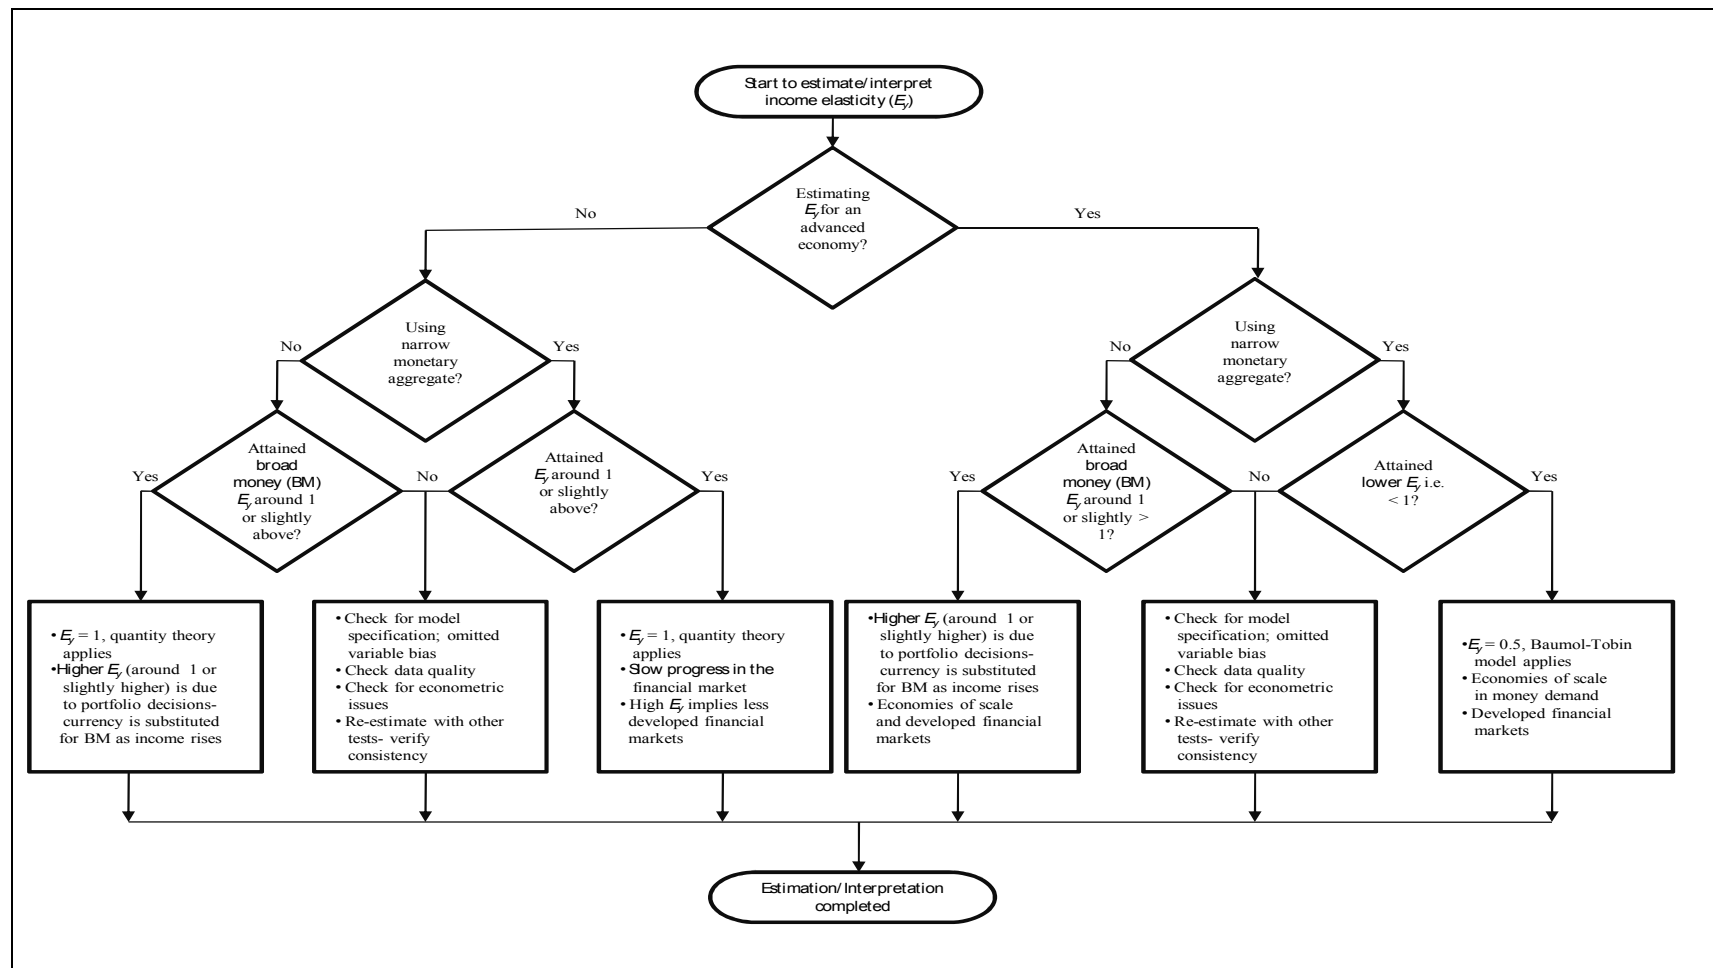 Start to estimate/interpret
income elasticity (Ey)
Estimating
Ey for an
advanced
economy?
No
Yes
Using
narrow
monetary
aggregate?
No
Yes
Using
narrow
monetary
aggregate?
No
Yes
Attained
broad
money (BM)
Ey around 1
or slightly
above?
Yes
No
Attained
Ey around 1
or slightly
above?
Yes
Attained
broad
money (BM)
Ey around 1
or slightly >
1?
Yes
No
Attained
lower Ey i.e.
< 1?
Yes
•Ey = 1, quantity theory
applies
•Higher Ey (around 1 or
slightly higher) is due
to portfolio decisions-
currency is substituted
for BM as income rises
• Check for model
specification; omitted
variable bias
• Check data quality
• Check for econometric
issues
• Re-estimate with other
tests- verify
consistency
•Ey = 1, quantity theory
applies
• Slow progress in the
financial market
• High Ey implies less
developed financial
markets
•Higher Ey (around 1 or
slightly higher) is due
to portfolio decisions-
currency is substituted
for BM as income rises
• Economies of scale
and developed financial
markets
• Check for model
specification; omitted
variable bias
• Check data quality
• Check for econometric
issues
• Re-estimate with other
tests- verify
consistency
•Ey = 0.5, Baumol-Tobin
model applies
• Economies of scale
in money demand
• Developed financial
markets
Estimation/Interpretation
completed